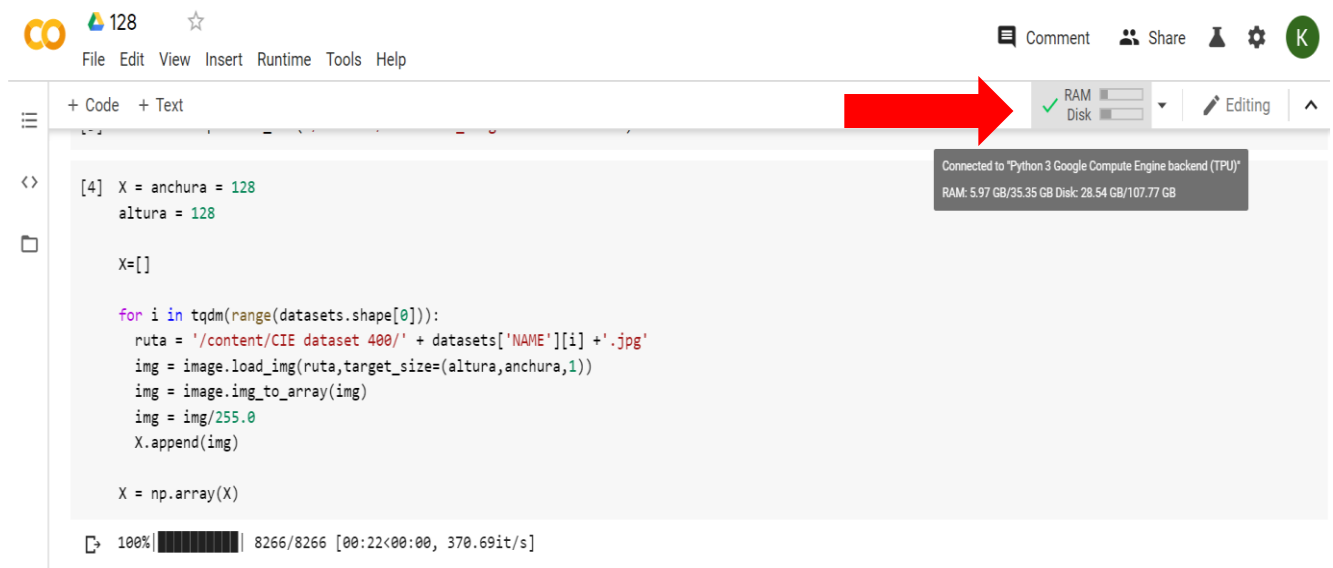 128
Comment Share K
File Edit View Insert Runtime Tools Help
+ Code + Text
RAM
Disk
Editing
Connected to "Python 3 Google Compute Engine backend (TPU)"
RAM: 5.97 GB/35.35 GB Disk: 28.54 GB/107.77 GB
[4] X = anchura = 128
altura = 128
X=[]
for i in tqdm(range(datasets.shape[0])):
ruta = '/content/CIE dataset 400/' + datasets['NAME'][i] +'.jpg'
img = image.load_img(ruta,target_size=(altura,anchura,1))
img = image.img_to_array(img)
img = img/255.0
X.append(img)
X = np.array(X)
100%|██████████| 8266/8266 [00:22<00:00, 370.69it/s]